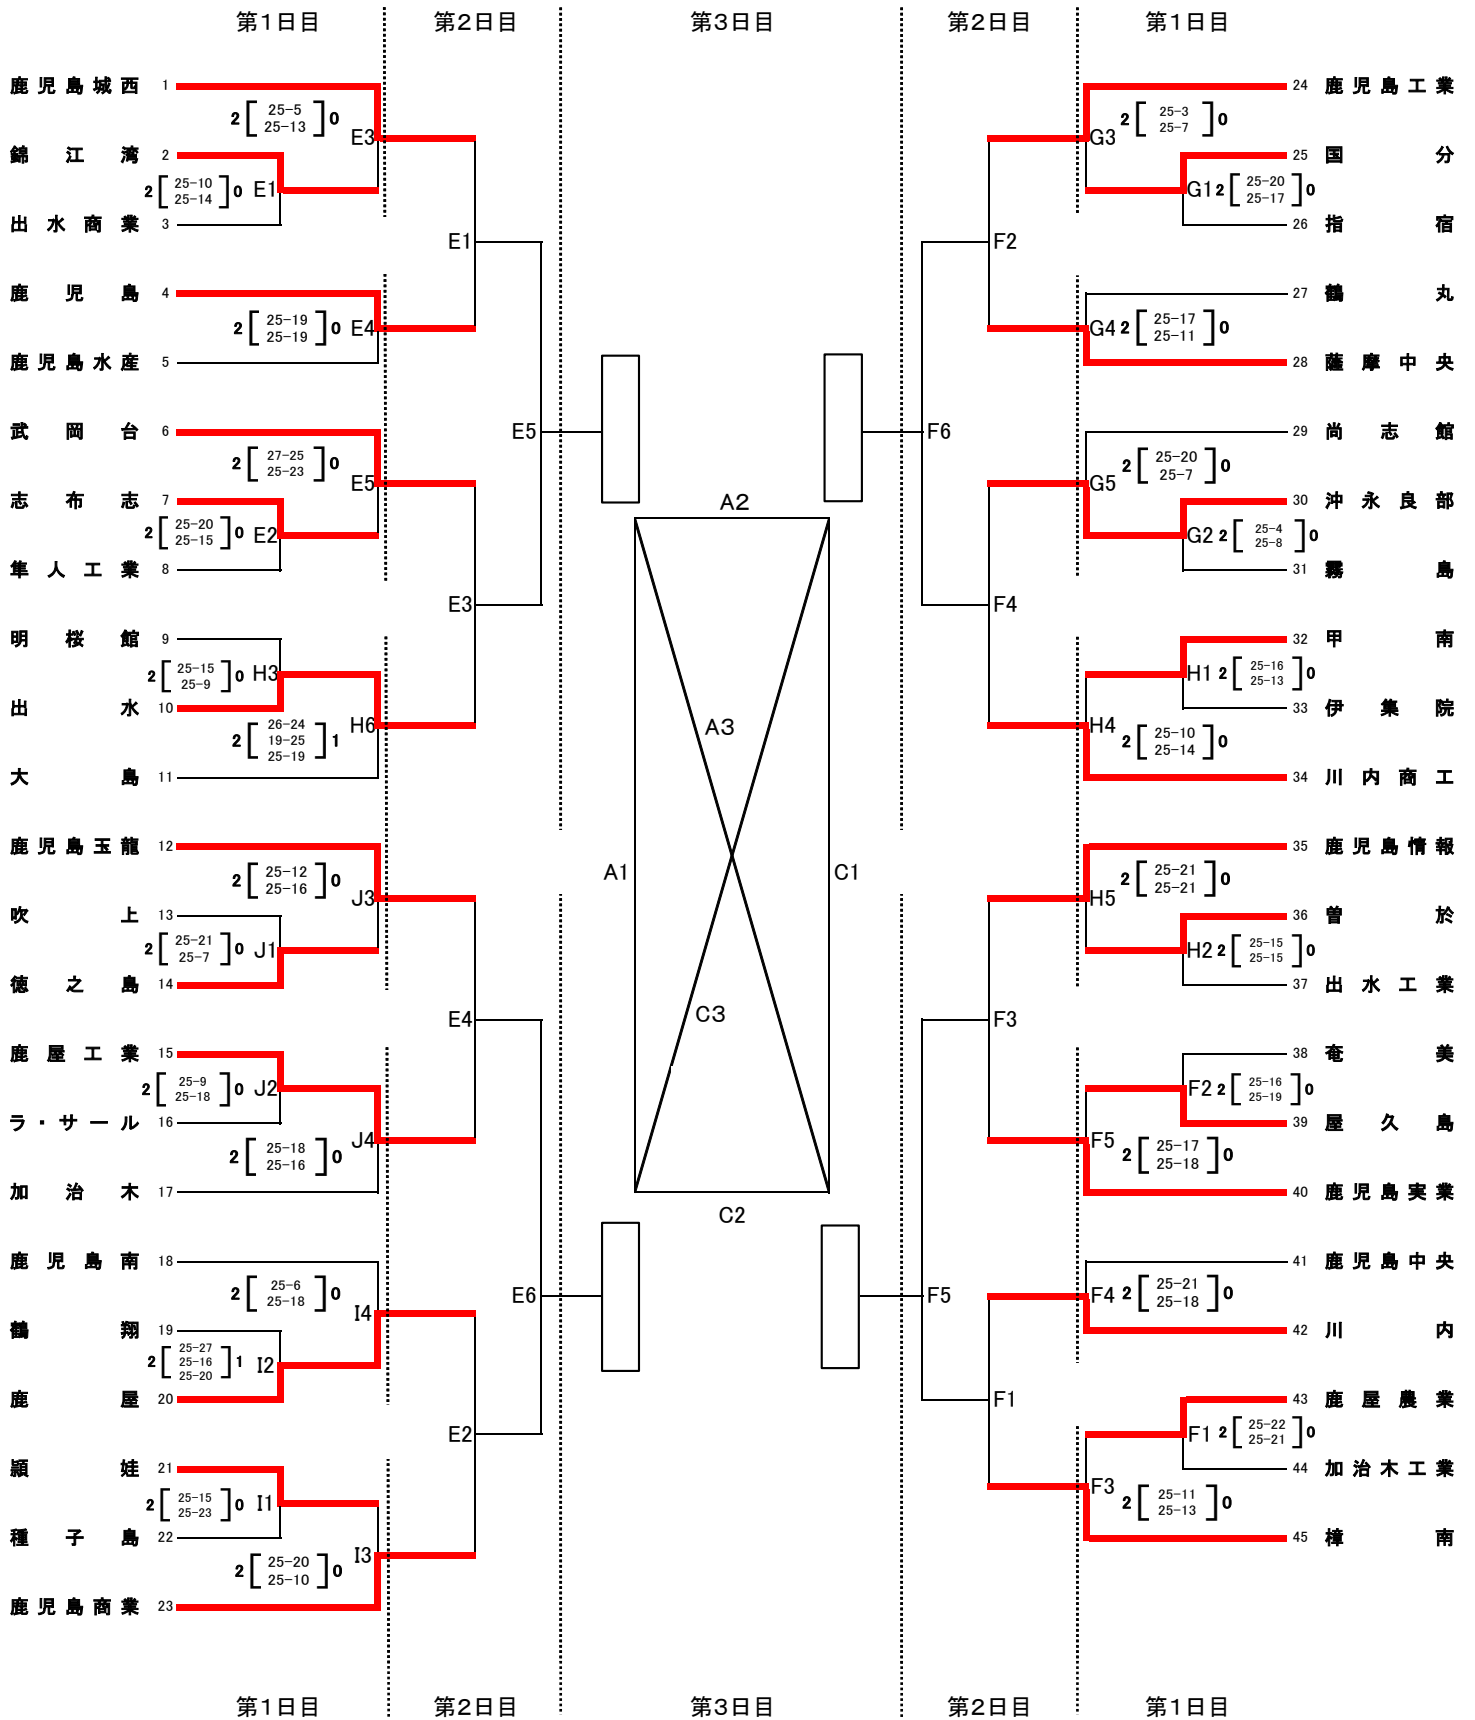 第1日目 第2日目 第3日目 第2日目 第1日目
鹿児島城西 1
2 [ 25-5 25-13 ] 0 E3
錦江湾 2
2 [ 25-10 25-14 ] 0 E1
出水商業 3
E1
鹿児島 4
2 [ 25-19 25-19 ] 0 E4
鹿児島水産 5
武岡台 6
E5
2 [ 27-25 25-23 ] 0 E5
志布志 7
2 [ 25-20 25-15 ] 0 E2
隼人工業 8
E3
明桜館 9
2 [ 25-15 25-9 ] 0 H3
出水 10
2 [ 26-24 19-25 25-19 ] 1 H6
大島 11
鹿児島玉龍 12
2 [ 25-12 25-16 ] 0 J3
吹上 13
2 [ 25-21 25-7 ] 0 J1
徳之島 14
E4
鹿屋工業 15
2 [ 25-9 25-18 ] 0 J2
ラ・サール 16
2 [ 25-18 25-16 ] 0 J4
加治木 17
鹿児島南 18
2 [ 25-6 25-18 ] 0 I4
E6
鶴翔 19
2 [ 25-27 25-16 25-20 ] 1 I2
鹿屋 20
E2
頴娃 21
2 [ 25-15 25-23 ] 0 I1
種子島 22
2 [ 25-20 25-10 ] 0 I3
鹿児島商業 23
A2
A3
A1
C1
C3
C2
24 鹿児島工業
G3 2 [ 25-3 25-7 ] 0
25 国分
G1 2 [ 25-20 25-17 ] 0
26 指宿
F2
27 鶴丸
G4 2 [ 25-17 25-11 ] 0
28 薩摩中央
29 尚志館
F6
G5 2 [ 25-20 25-7 ] 0
30 沖永良部
G2 2 [ 25-4 25-8 ] 0
31 霧島
F4
32 甲南
H1 2 [ 25-16 25-13 ] 0
33 伊集院
H4 2 [ 25-10 25-14 ] 0
34 川内商工
35 鹿児島情報
H5 2 [ 25-21 25-21 ] 0
36 曽於
H2 2 [ 25-15 25-15 ] 0
37 出水工業
F3
38 奄美
F2 2 [ 25-16 25-19 ] 0
39 屋久島
F5 2 [ 25-17 25-18 ] 0
40 鹿児島実業
41 鹿児島中央
F5
F4 2 [ 25-21 25-18 ] 0
42 川内
F1
43 鹿屋農業
F1 2 [ 25-22 25-21 ] 0
44 加治木工業
F3 2 [ 25-11 25-13 ] 0
45 樟南
第1日目 第2日目 第3日目 第2日目 第1日目